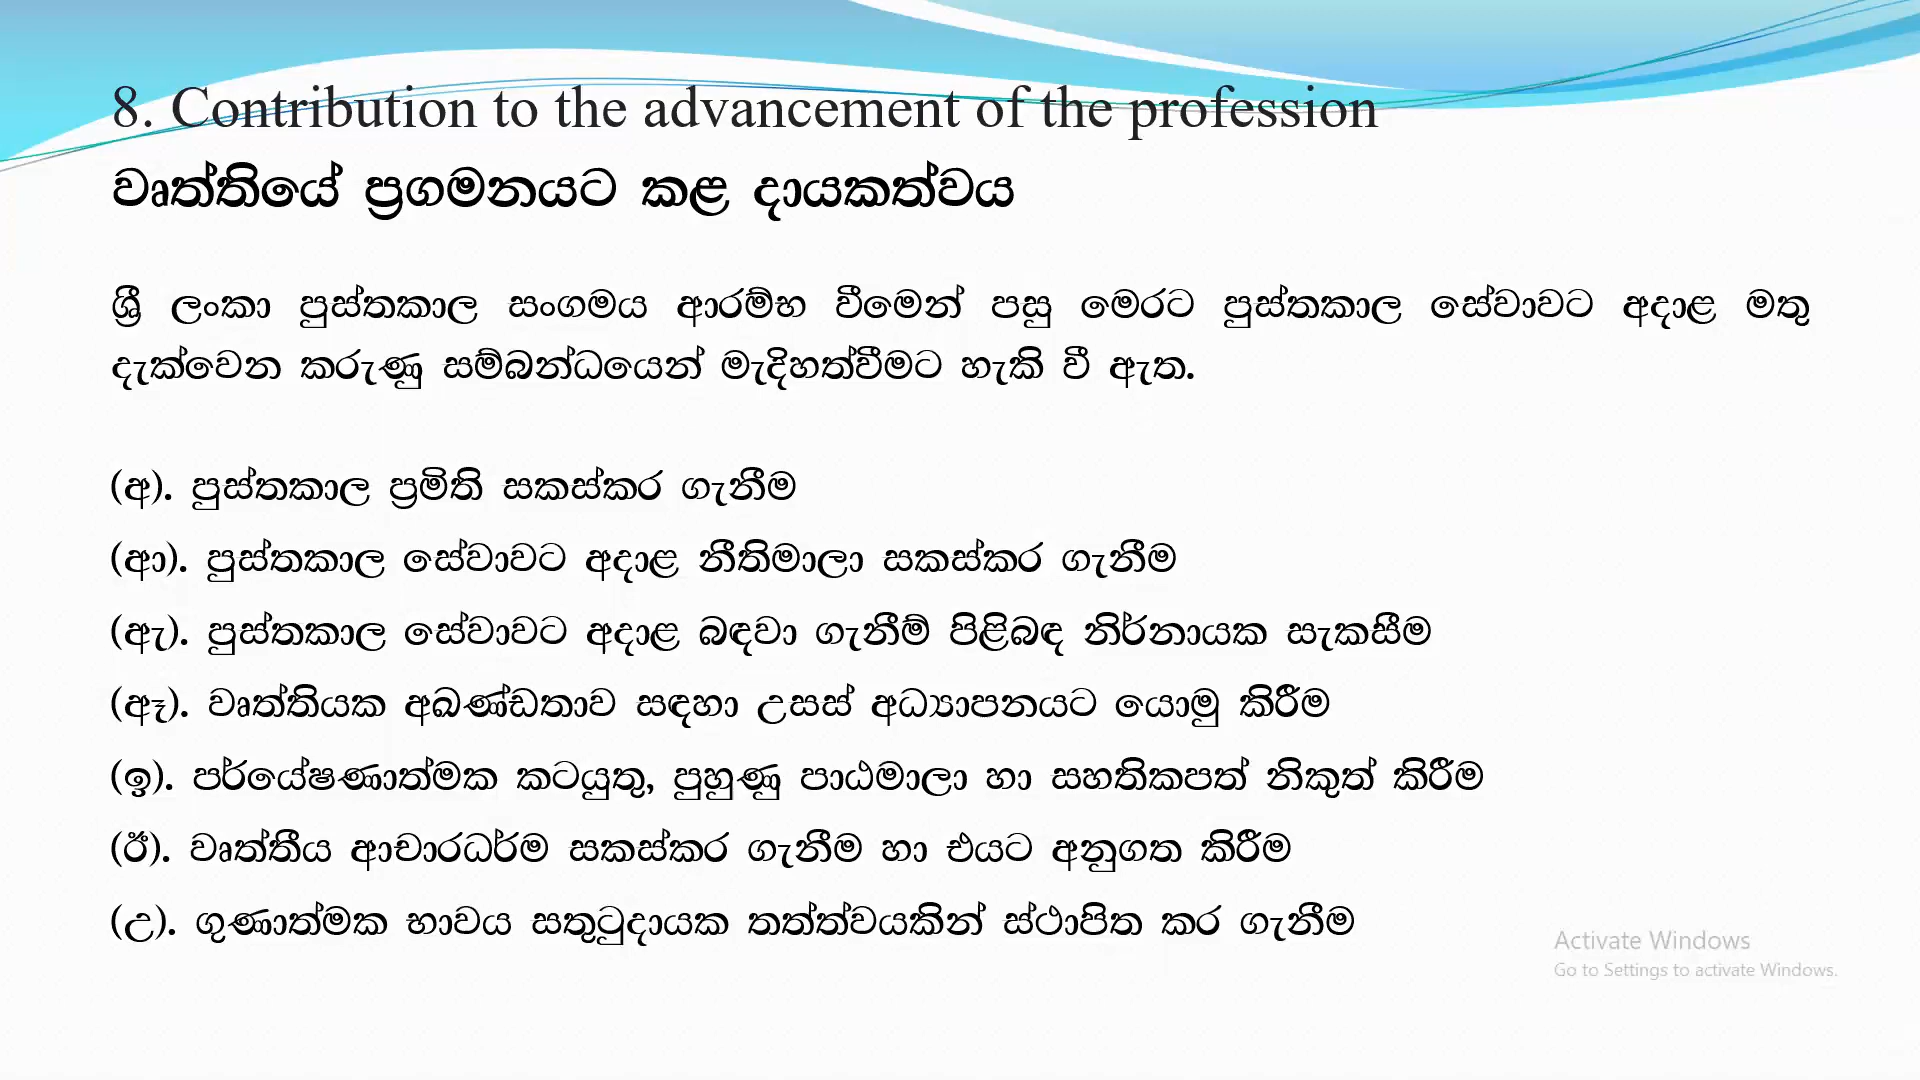 8. Contribution to the advancement of the profession
වෘත්තියේ ප්‍රගමනයට කළ දායකත්වය
ශ්‍රී ලංකා පුස්තකාල සංගමය ආරම්භ වීමෙන් පසු මෙරට පුස්තකාල සේවාවට අදාළ මතු
දැක්වෙන කරුණු සම්බන්ධයෙන් මැදිහත්වීමට හැකි වී ඇත.
(අ). පුස්තකාල ප්‍රමිති සකස්කර ගැනීම
(ආ). පුස්තකාල සේවාවට අදාළ නීතිමාලා සකස්කර ගැනීම
(ඇ). පුස්තකාල සේවාවට අදාළ බඳවා ගැනීම් පිළිබඳ නිර්නායක සැකසීම
(ඈ). වෘත්තියක අඛණ්ඩතාව සඳහා උසස් අධ්‍යාපනයට යොමු කිරීම
(ඉ). පර්යේෂණාත්මක කටයුතු, පුහුණු පාඨමාලා හා සහතිකපත් නිකුත් කිරීම
(ඊ). වෘත්තීය ආචාරධර්ම සකස්කර ගැනීම හා එයට අනුගත කිරීම
(උ). ගුණාත්මක භාවය සතුටුදායක තත්ත්වයකින් ස්ථාපිත කර ගැනීම
Activate Windows
Go to Settings to activate Windows.